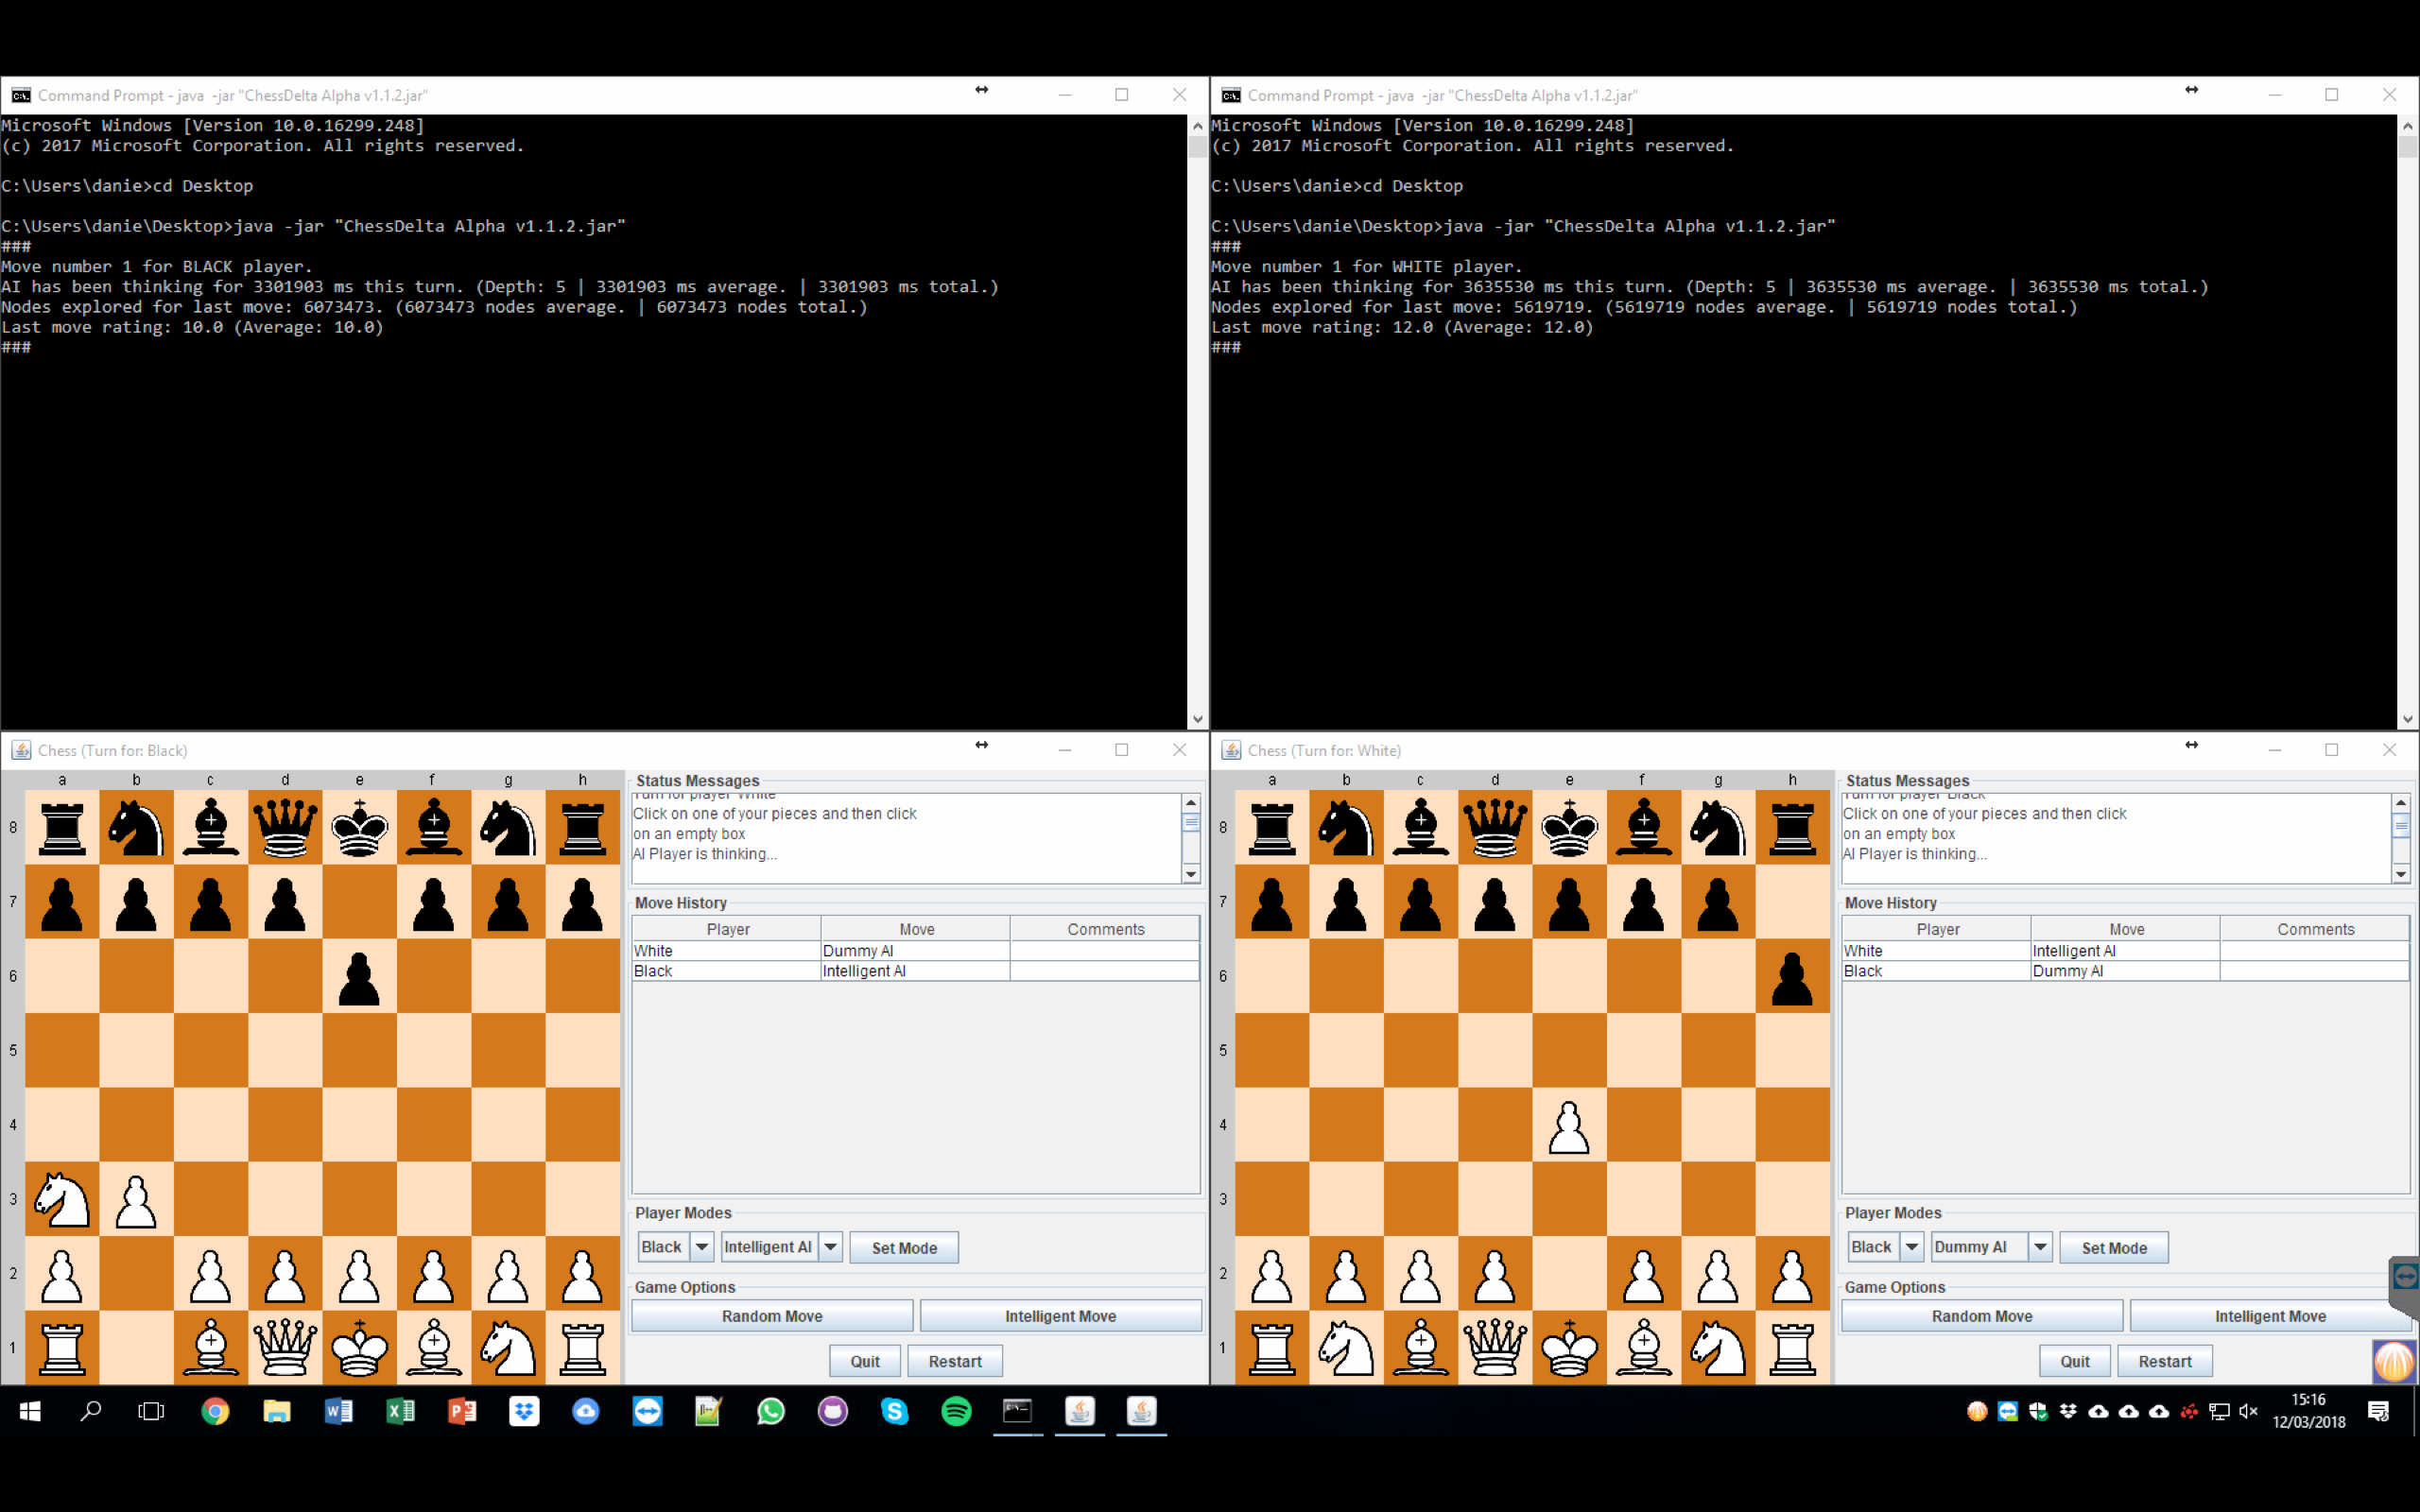 Command Prompt - java  -jar "ChessDelta Alpha v1.1.2.jar"
Microsoft Windows [Version 10.0.16299.248]
(c) 2017 Microsoft Corporation. All rights reserved.
C:\Users\danie>cd Desktop
C:\Users\danie\Desktop>java -jar "ChessDelta Alpha v1.1.2.jar"
###
Move number 1 for BLACK player.
AI has been thinking for 3301903 ms this turn. (Depth: 5 | 3301903 ms average. | 3301903 ms total.)
Nodes explored for last move: 6073473. (6073473 nodes average. | 6073473 nodes total.)
Last move rating: 10.0 (Average: 10.0)
###
Command Prompt - java  -jar "ChessDelta Alpha v1.1.2.jar"
Microsoft Windows [Version 10.0.16299.248]
(c) 2017 Microsoft Corporation. All rights reserved.
C:\Users\danie>cd Desktop
C:\Users\danie\Desktop>java -jar "ChessDelta Alpha v1.1.2.jar"
###
Move number 1 for WHITE player.
AI has been thinking for 3635530 ms this turn. (Depth: 5 | 3635530 ms average. | 3635530 ms total.)
Nodes explored for last move: 5619719. (5619719 nodes average. | 5619719 nodes total.)
Last move rating: 12.0 (Average: 12.0)
###
Chess (Turn for: Black)
a b c d e f g h
8
7
6
5
4
3
2
1
Status Messages
Turn for player White
Click on one of your pieces and then click
on an empty box
AI Player is thinking...
Move History
Player Move Comments
White Dummy AI
Black Intelligent AI
Player Modes
Black Intelligent AI Set Mode
Game Options
Random Move Intelligent Move
Quit Restart
Chess (Turn for: White)
a b c d e f g h
8
7
6
5
4
3
2
1
Status Messages
Turn for player Black
Click on one of your pieces and then click
on an empty box
AI Player is thinking...
Move History
Player Move Comments
White Intelligent AI
Black Dummy AI
Player Modes
Black Dummy AI Set Mode
Game Options
Random Move Intelligent Move
Quit Restart
15:16
12/03/2018